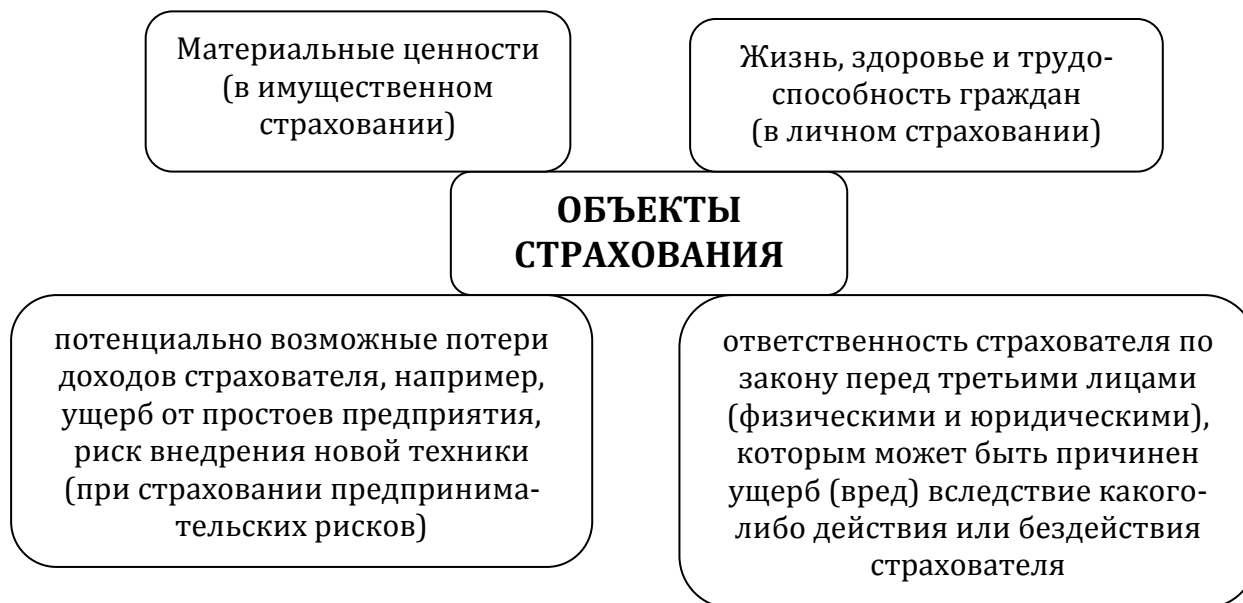 Материальные ценности
(в имущественном
страховании)
Жизнь, здоровье и трудо-
способность граждан
(в личном страховании)
ОБЪЕКТЫ
СТРАХОВАНИЯ
потенциально возможные потери
доходов страхователя, например,
ущерб от простоев предприятия,
риск внедрения новой техники
(при страховании предпринима-
тельских рисков)
ответственность страхователя по
закону перед третьими лицами
(физическими и юридическими),
которым может быть причинен
ущерб (вред) вследствие какого-
либо действия или бездействия
страхователя